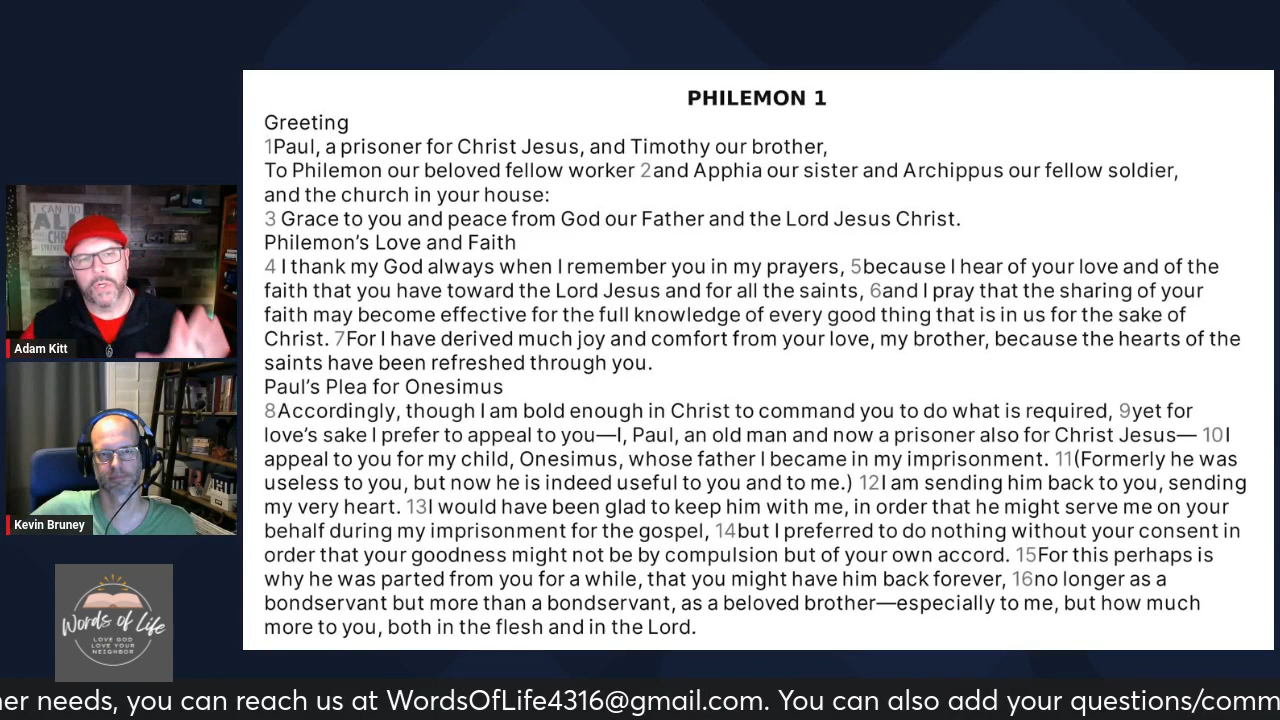 PHILEMON 1
Greeting
1Paul, a prisoner for Christ Jesus, and Timothy our brother,
To Philemon our beloved fellow worker 2and Apphia our sister and Archippus our fellow soldier,
and the church in your house:
3 Grace to you and peace from God our Father and the Lord Jesus Christ.
Philemon’s Love and Faith
4 I thank my God always when I remember you in my prayers, 5because I hear of your love and of the
faith that you have toward the Lord Jesus and for all the saints, 6and I pray that the sharing of your
faith may become effective for the full knowledge of every good thing that is in us for the sake of
Christ. 7For I have derived much joy and comfort from your love, my brother, because the hearts of the
saints have been refreshed through you.
Paul’s Plea for Onesimus
8Accordingly, though I am bold enough in Christ to command you to do what is required, 9yet for
love’s sake I prefer to appeal to you—I, Paul, an old man and now a prisoner also for Christ Jesus— 10I
appeal to you for my child, Onesimus, whose father I became in my imprisonment. 11(Formerly he was
useless to you, but now he is indeed useful to you and to me.) 12I am sending him back to you, sending
my very heart. 13I would have been glad to keep him with me, in order that he might serve me on your
behalf during my imprisonment for the gospel, 14but I preferred to do nothing without your consent in
order that your goodness might not be by compulsion but of your own accord. 15For this perhaps is
why he was parted from you for a while, that you might have him back forever, 16no longer as a
bondservant but more than a bondservant, as a beloved brother—especially to me, but how much
more to you, both in the flesh and in the Lord.
I CAN DO
Adam Kitt
Kevin Bruney
Words of Life
LOVE GOD
LOVE YOUR
NEIGHBOR
her needs, you can reach us at WordsOfLife4316@gmail.com. You can also add your questions/comm